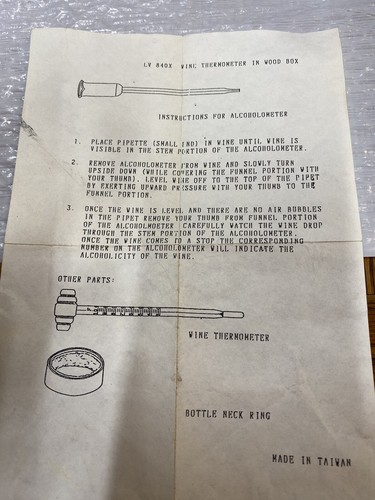 LV 840X  WINE THERMOMETER IN WOOD BOX
INSTRUCTIONS FOR ALCOHOLOMETER
1. PLACE PIPETTE (SMALL END) IN WINE UNTIL WINE IS
VISIBLE IN THE STEM PORTION OF THE ALCOHOLOMETER.
2. REMOVE ALCOHOLOMETER FROM WINE AND SLOWLY TURN
UPSIDE DOWN (WHILE COVERING THE FUNNEL PORTION WITH
YOUR THUMB). LEVEL WINE OFF TO THE TOP OF THE PIPET
BY EXERTING UPWARD PRESSURE WITH YOUR THUMB TO THE
FUNNEL PORTION.
3. ONCE THE WINE IS LEVEL AND THERE ARE NO AIR BUBBLES
IN THE PIPET REMOVE YOUR THUMB FROM FUNNEL PORTION
OF THE ALCOHOLOMETER. CAREFULLY WATCH THE WINE DROP
THROUGH THE STEM PORTION OF THE ALCOHOLOMETER.
ONCE THE WINE COMES TO A STOP THE CORRESPONDING
NUMBER ON THE ALCOHOLOMETER WILL INDICATE THE
ALCOHOLICITY OF THE WINE.
OTHER PARTS:
WINE THERMOMETER
BOTTLE NECK RING
MADE IN TAIWAN